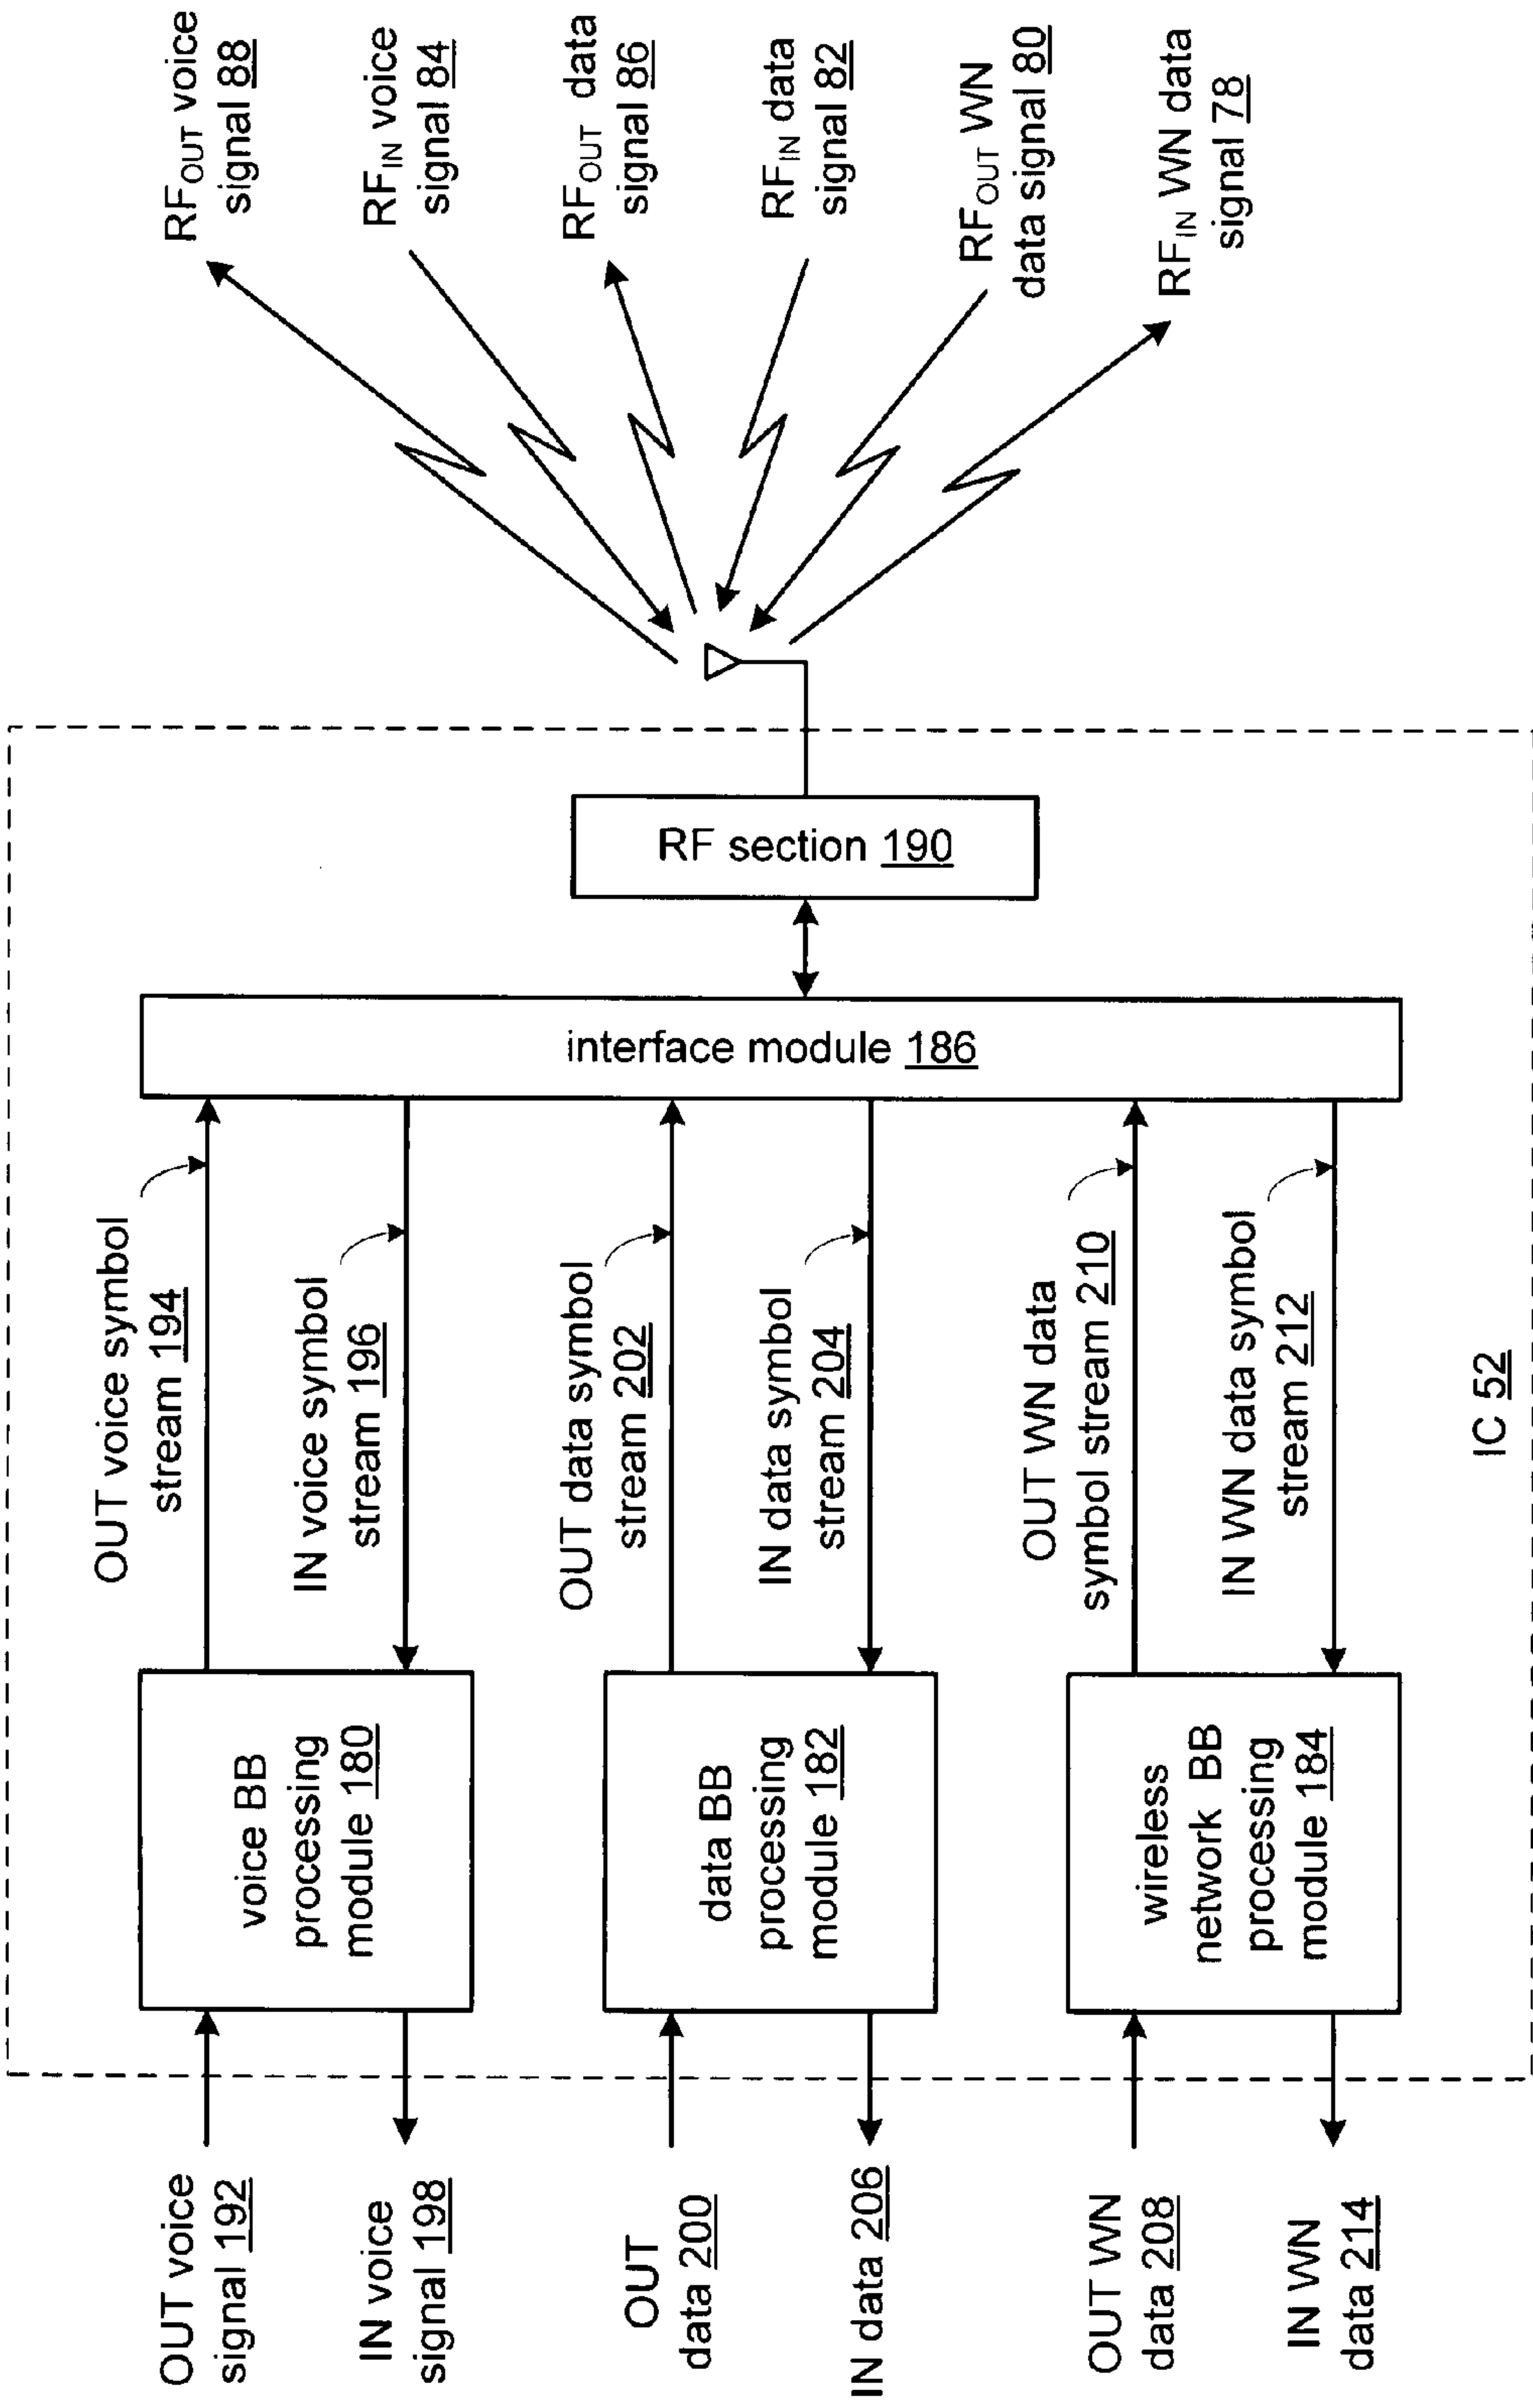 RFOUT voice
signal 88
RFIN voice
signal 84
RFOUT data
signal 86
RFIN data
signal 82
RFOUT WN
data signal 80
RFIN WN data
signal 78
RF section 190
interface module 186
OUT voice symbol
stream 194
IN voice symbol
stream 196
OUT data symbol
stream 202
IN data symbol
stream 204
OUT WN data
symbol stream 210
IN WN data symbol
stream 212
IC 52
voice BB
processing
module 180
data BB
processing
module 182
wireless
network BB
processing
module 184
OUT voice
signal 192
IN voice
signal 198
OUT
data 200
IN data 206
OUT WN
data 208
IN WN
data 214